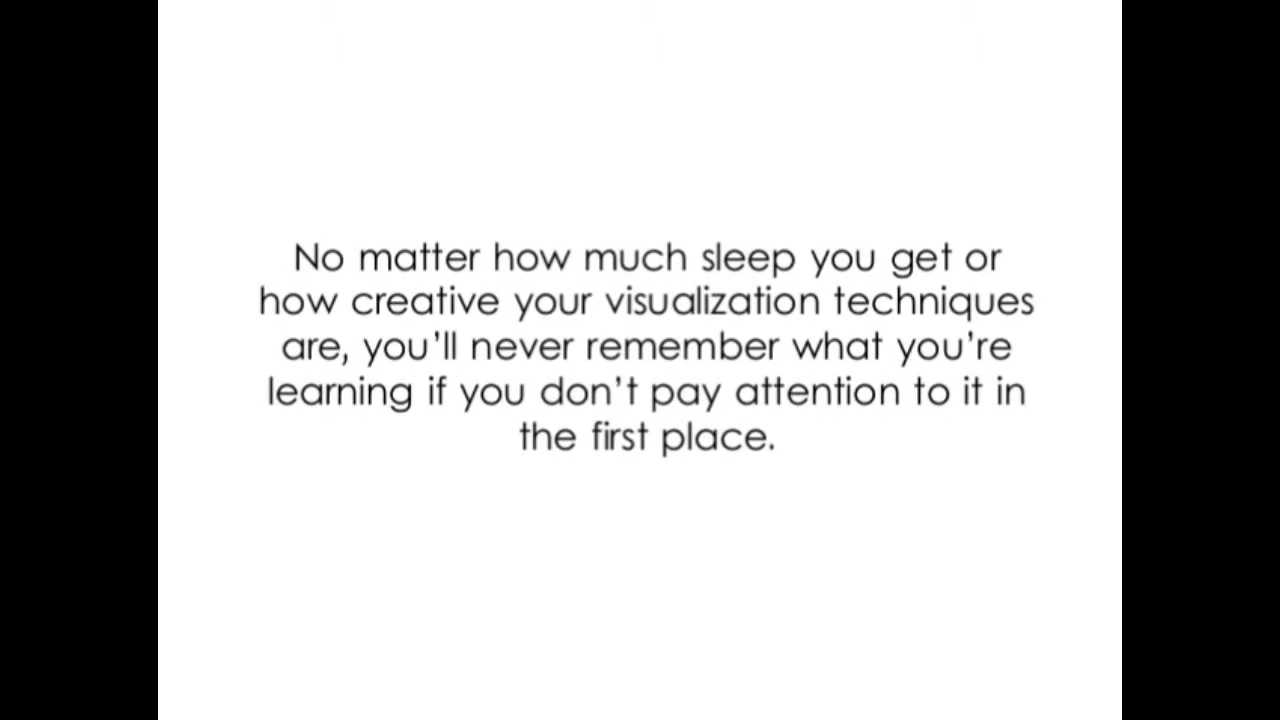 No matter how much sleep you get or
how creative your visualization techniques
are, you’ll never remember what you’re
learning if you don’t pay attention to it in
the first place.